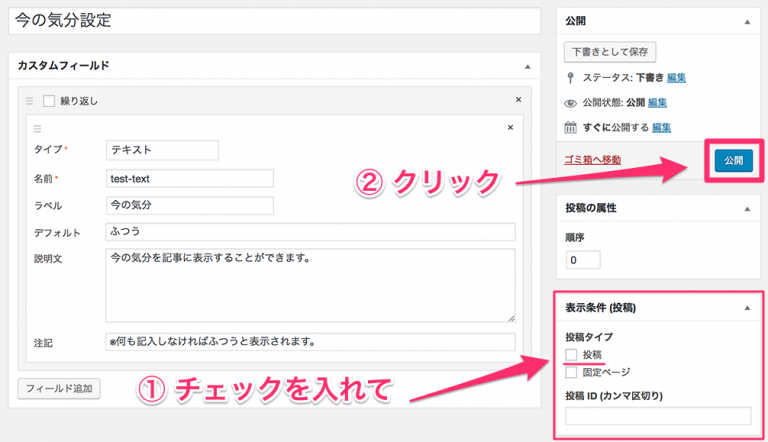 今の気分設定
カスタムフィールド
繰り返し
タイプ* テキスト
名前* test-text
ラベル 今の気分
デフォルト ふつう
説明文 今の気分を記事に表示することができます。
注記 ※何も記入しなければふつうと表示されます。
フィールド追加
① チェックを入れて
② クリック
公開
下書きとして保存
ステータス: 下書き 編集
公開状態: 公開 編集
すぐに公開する 編集
ゴミ箱へ移動 公開
投稿の属性
順序
0
表示条件 (投稿)
投稿タイプ
投稿
固定ページ
投稿 ID (カンマ区切り)